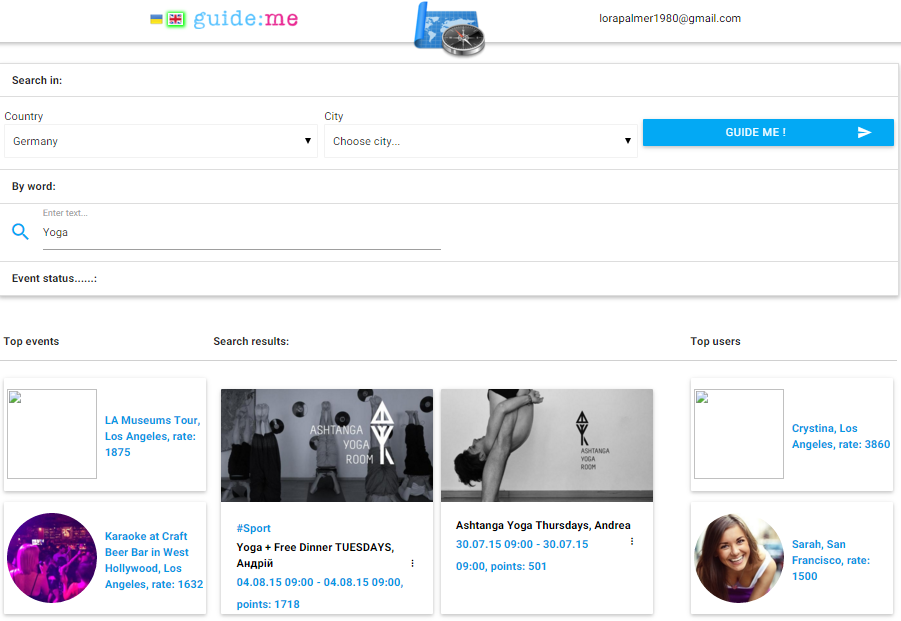 guide:me
lorapalmer1980@gmail.com
Search in:
Country
City
Germany
Choose city...
GUIDE ME !
By word:
Enter text...
Yoga
Event status......:
Top events
Search results:
Top users
LA Museums Tour,
Los Angeles, rate:
1875
Karaoke at Craft
Beer Bar in West
Hollywood, Los
Angeles, rate: 1632
ASHTANGA
YOGA
ROOM
#Sport
Yoga + Free Dinner TUESDAYS,
Андрій
04.08.15 09:00 - 04.08.15 09:00,
points: 1718
ASHTANGA
YOGA
ROOM
Ashtanga Yoga Thursdays, Andrea
30.07.15 09:00 - 30.07.15
09:00, points: 501
Crystina, Los
Angeles, rate: 3860
Sarah, San
Francisco, rate:
1500